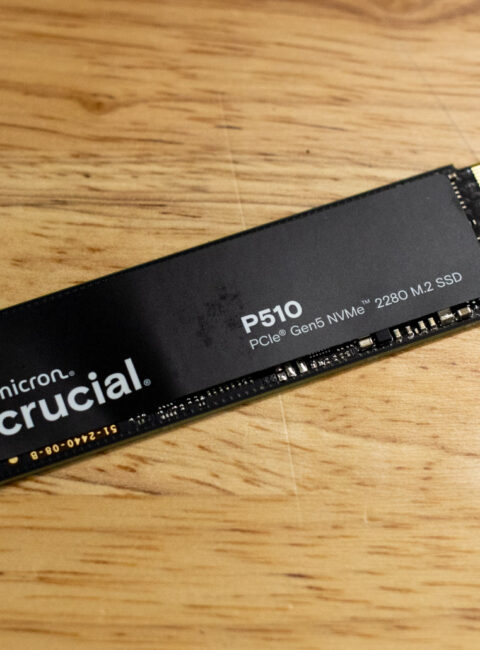 micron®
crucial®
P510
PCIe® Gen5 NVMe™ 2280 M.2 SSD
51-2440-08-B